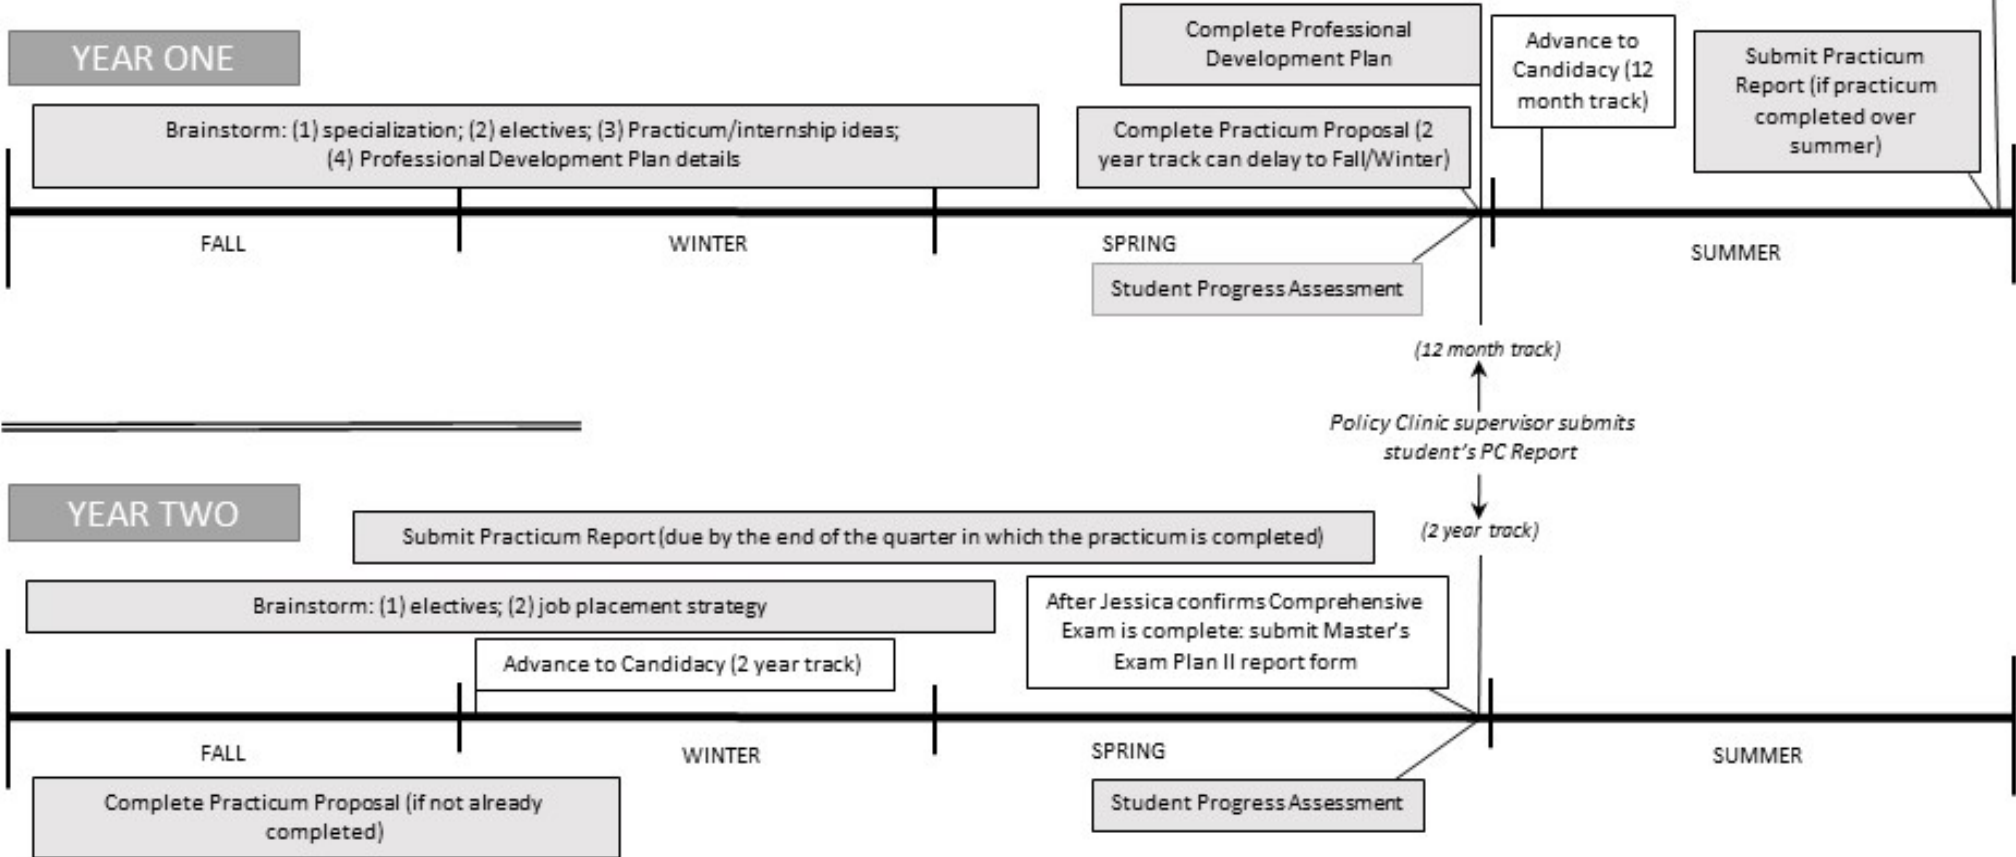 YEAR ONE
Complete Professional
Development Plan
Advance to
Candidacy (12
month track)
Submit Practicum
Report (if practicum
completed over
summer)
Brainstorm: (1) specialization; (2) electives; (3) Practicum/internship ideas;
(4) Professional Development Plan details
Complete Practicum Proposal (2
year track can delay to Fall/Winter)
FALL
WINTER
SPRING
SUMMER
Student Progress Assessment
(12 month track)
Policy Clinic supervisor submits
student's PC Report
(2 year track)
YEAR TWO
Submit Practicum Report (due by the end of the quarter in which the practicum is completed)
Brainstorm: (1) electives; (2) job placement strategy
After Jessica confirms Comprehensive
Exam is complete: submit Master's
Exam Plan II report form
Advance to Candidacy (2 year track)
FALL
WINTER
SPRING
SUMMER
Complete Practicum Proposal (if not already
completed)
Student Progress Assessment